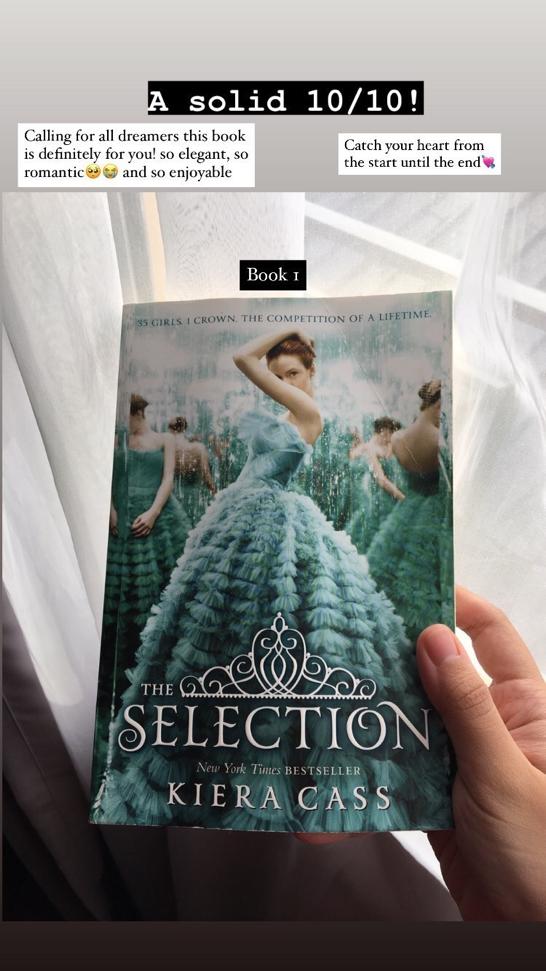 A solid 10/10!
Calling for all dreamers this book
is definitely for you! so elegant, so
romantic🥺😭 and so enjoyable
Catch your heart from
the start until the end💘
Book 1
35 GIRLS. 1 CROWN. THE COMPETITION OF A LIFETIME.
THE
SELECTION
New York Times BESTSELLER
KIERA CASS